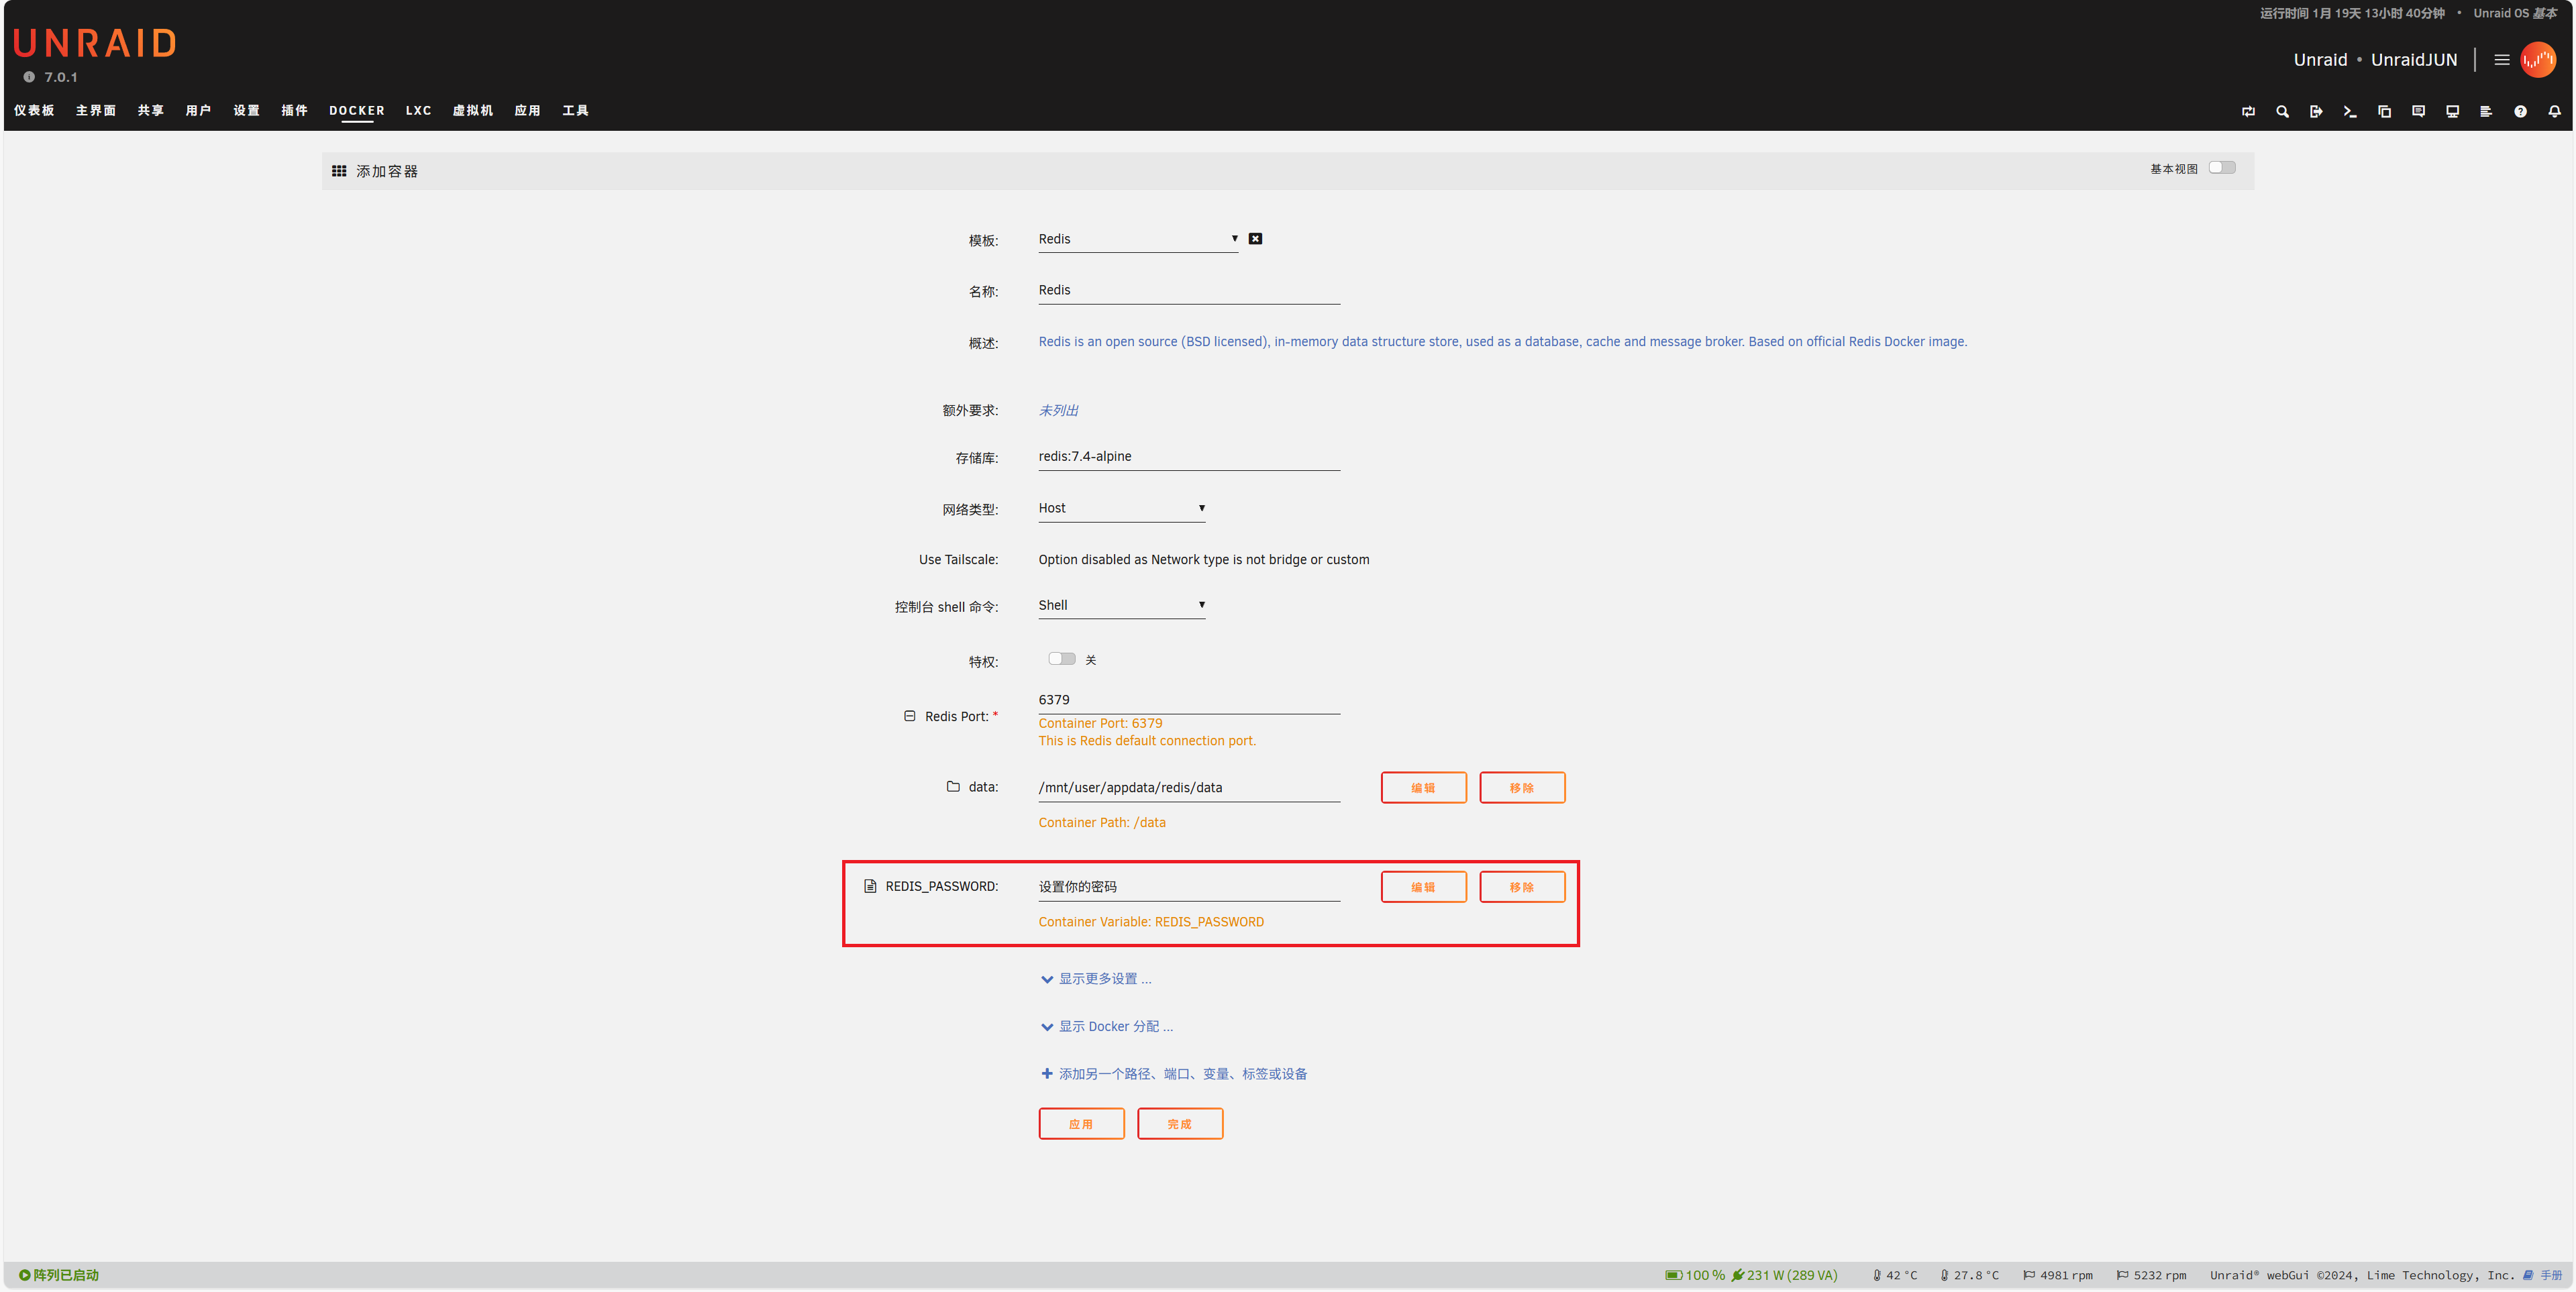 运行时间 1月 19天 13小时 40分钟 • Unraid OS 基本
UNRAID
7.0.1
Unraid • UnraidJUN
仪表板 主界面 共享 用户 设置 插件 DOCKER LXC 虚拟机 应用 工具
添加容器
基本视图
模板: Redis
名称: Redis
概述: Redis is an open source (BSD licensed), in-memory data structure store, used as a database, cache and message broker. Based on official Redis Docker image.
额外要求: 未列出
存储库: redis:7.4-alpine
网络类型: Host
Use Tailscale: Option disabled as Network type is not bridge or custom
控制台 shell 命令: Shell
特权: 关
Redis Port: * 6379
Container Port: 6379
This is Redis default connection port.
data: /mnt/user/appdata/redis/data 编辑 移除
Container Path: /data
REDIS_PASSWORD: 设置你的密码 编辑 移除
Container Variable: REDIS_PASSWORD
显示更多设置 ...
显示 Docker 分配 ...
添加另一个路径、端口、变量、标签或设备
应用 完成
阵列已启动
100 % 231 W (289 VA) 42 °C 27.8 °C 4981 rpm 5232 rpm Unraid® webGui ©2024, Lime Technology, Inc. 手册